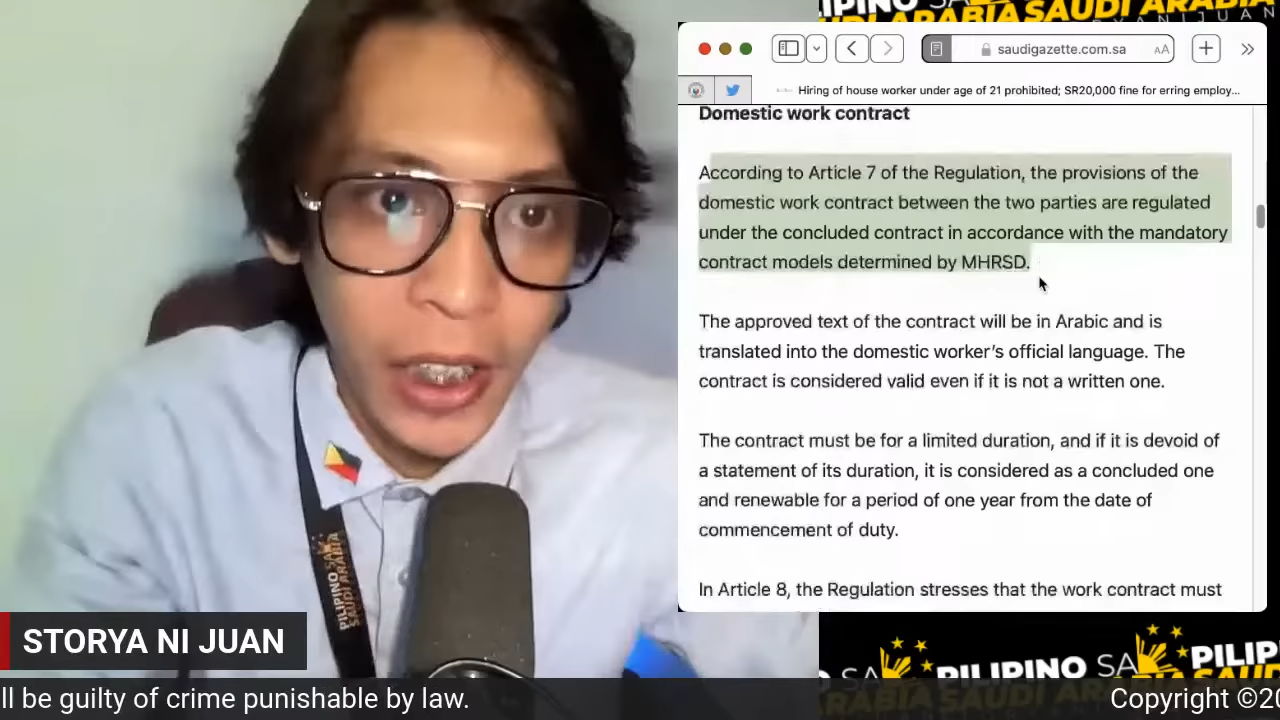 saudigazette.com.sa
AA
Hiring of house worker under age of 21 prohibited; SR20,000 fine for erring employ...
Domestic work contract
According to Article 7 of the Regulation, the provisions of the
domestic work contract between the two parties are regulated
under the concluded contract in accordance with the mandatory
contract models determined by MHRSD.
The approved text of the contract will be in Arabic and is
translated into the domestic worker's official language. The
contract is considered valid even if it is not a written one.
The contract must be for a limited duration, and if it is devoid of
a statement of its duration, it is considered as a concluded one
and renewable for a period of one year from the date of
commencement of duty.
In Article 8, the Regulation stresses that the work contract must
PILIPINO SA
SAUDI ARABIA
STORYA NI JUAN
PILIPINO SA
SAUDI ARABIA
ll be guilty of crime punishable by law.
Copyright ©20